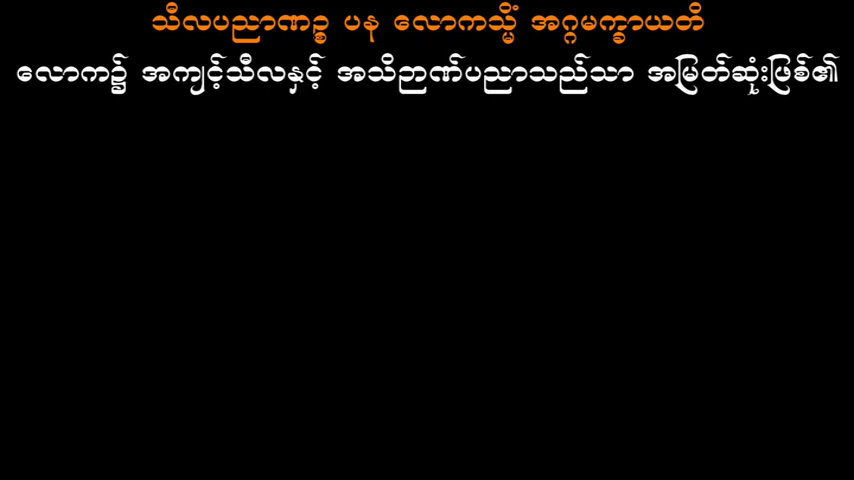 သီလပညာဏဉ္စ ပန လောကသ္မိံ အဂ္ဂမက္ခာယတိ
လောက၌ အကျင့်သီလနှင့် အသိဉာဏ်ပညာသည်သာ အမြတ်ဆုံးဖြစ်၏